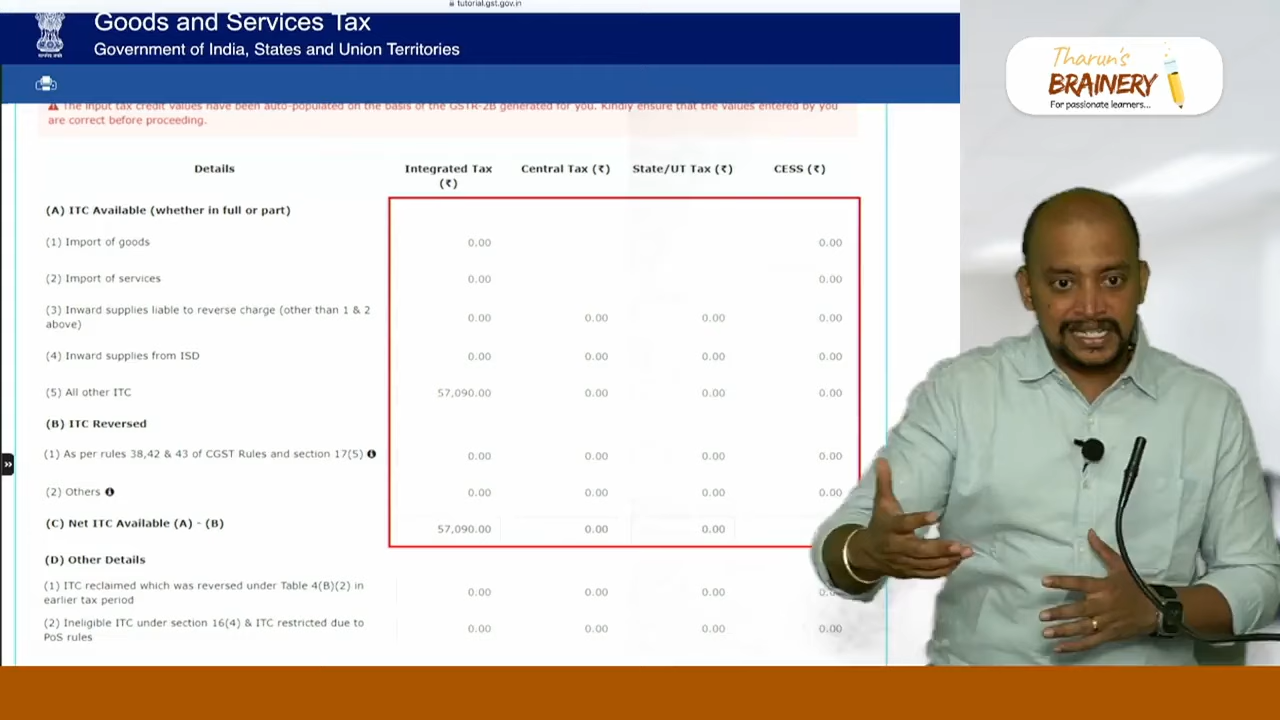 tutorial.gst.gov.in
Goods and Services Tax
Government of India, States and Union Territories
Tharun's
BRAINERY
For passionate learners...
The input tax credit values have been auto-populated on the basis of the GSTR-2B generated for you. Kindly ensure that the values entered by you
are correct before proceeding.
Details Integrated Tax Central Tax (₹) State/UT Tax (₹) CESS (₹)
(₹)
(A) ITC Available (whether in full or part)
(1) Import of goods 0.00 0.00
(2) Import of services 0.00 0.00
(3) Inward supplies liable to reverse charge (other than 1 & 2
above) 0.00 0.00 0.00 0.00
(4) Inward supplies from ISD 0.00 0.00 0.00 0.00
(5) All other ITC 57,090.00 0.00 0.00 0.00
(B) ITC Reversed
(1) As per rules 38,42 & 43 of CGST Rules and section 17(5) 0.00 0.00 0.00 0.00
(2) Others 0.00 0.00 0.00 0.00
(C) Net ITC Available (A) - (B) 57,090.00 0.00 0.00
(D) Other Details
(1) ITC reclaimed which was reversed under Table 4(B)(2) in
earlier tax period 0.00 0.00 0.00
(2) Ineligible ITC under section 16(4) & ITC restricted due to
PoS rules 0.00 0.00 0.00 0.00